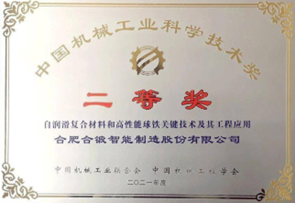 中国机械工业科学技术奖
二等奖
自润滑复合材料和高性能球铁关键技术及其工程应用
合肥合锻智能制造股份有限公司
中国机械工业联合会 中国机械工程学会
二〇二一年度